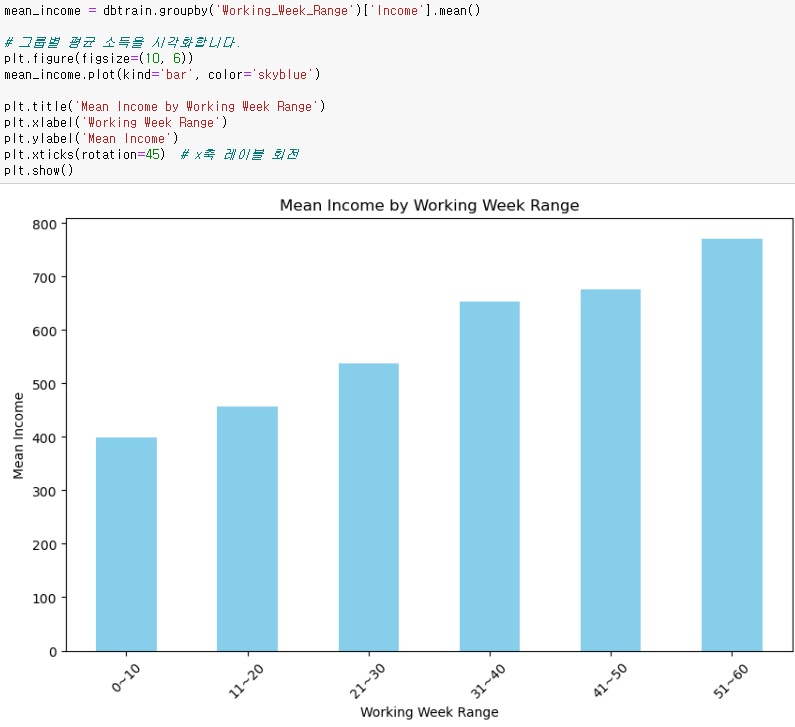 mean_income = dbtrain.groupby('Working_Week_Range')['Income'].mean()
# 그룹별 평균 소득을 시각화합니다.
plt.figure(figsize=(10, 6))
mean_income.plot(kind='bar', color='skyblue')
plt.title('Mean Income by Working Week Range')
plt.xlabel('Working Week Range')
plt.ylabel('Mean Income')
plt.xticks(rotation=45)  # x축 레이블 회전
plt.show()
Mean Income by Working Week Range
800
700
600
500
400
300
200
100
0
Mean Income
0~10
11~20
21~30
31~40
41~50
51~60
Working Week Range